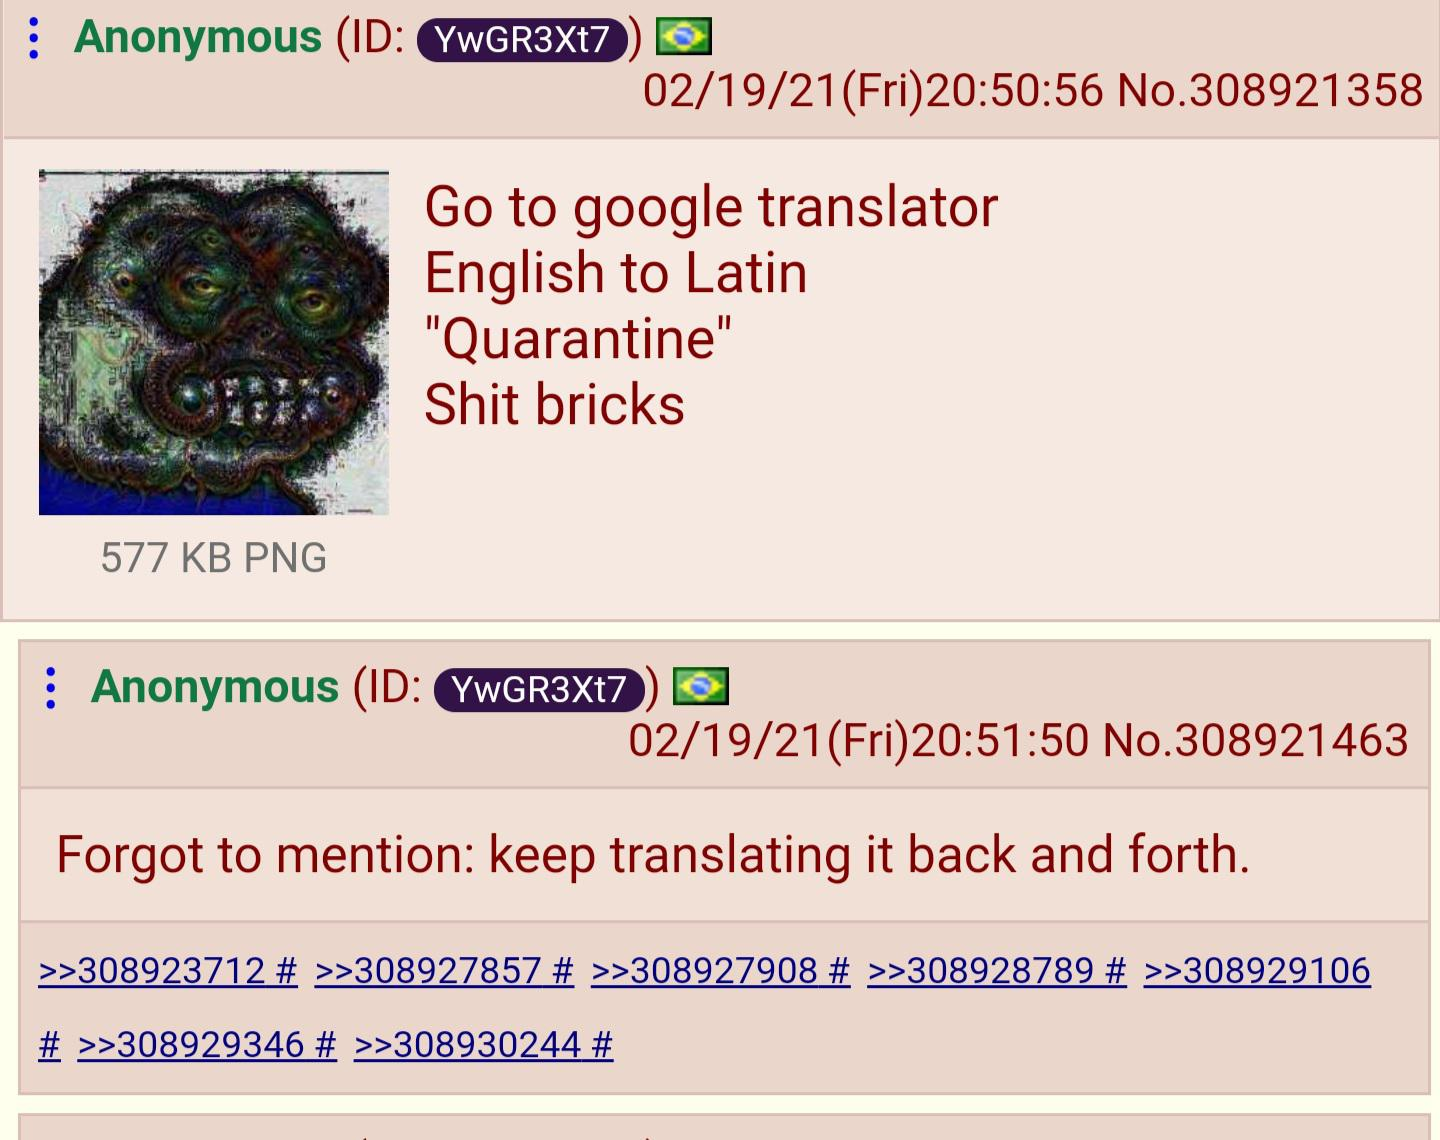 Anonymous (ID: YwGR3Xt7)
02/19/21(Fri)20:50:56 No.308921358
Go to google translator
English to Latin
"Quarantine"
Shit bricks
577 KB PNG
Anonymous (ID: YwGR3Xt7)
02/19/21(Fri)20:51:50 No.308921463
Forgot to mention: keep translating it back and forth.
>>308923712 # >>308927857 # >>308927908 # >>308928789 # >>308929106
# >>308929346 # >>308930244 #